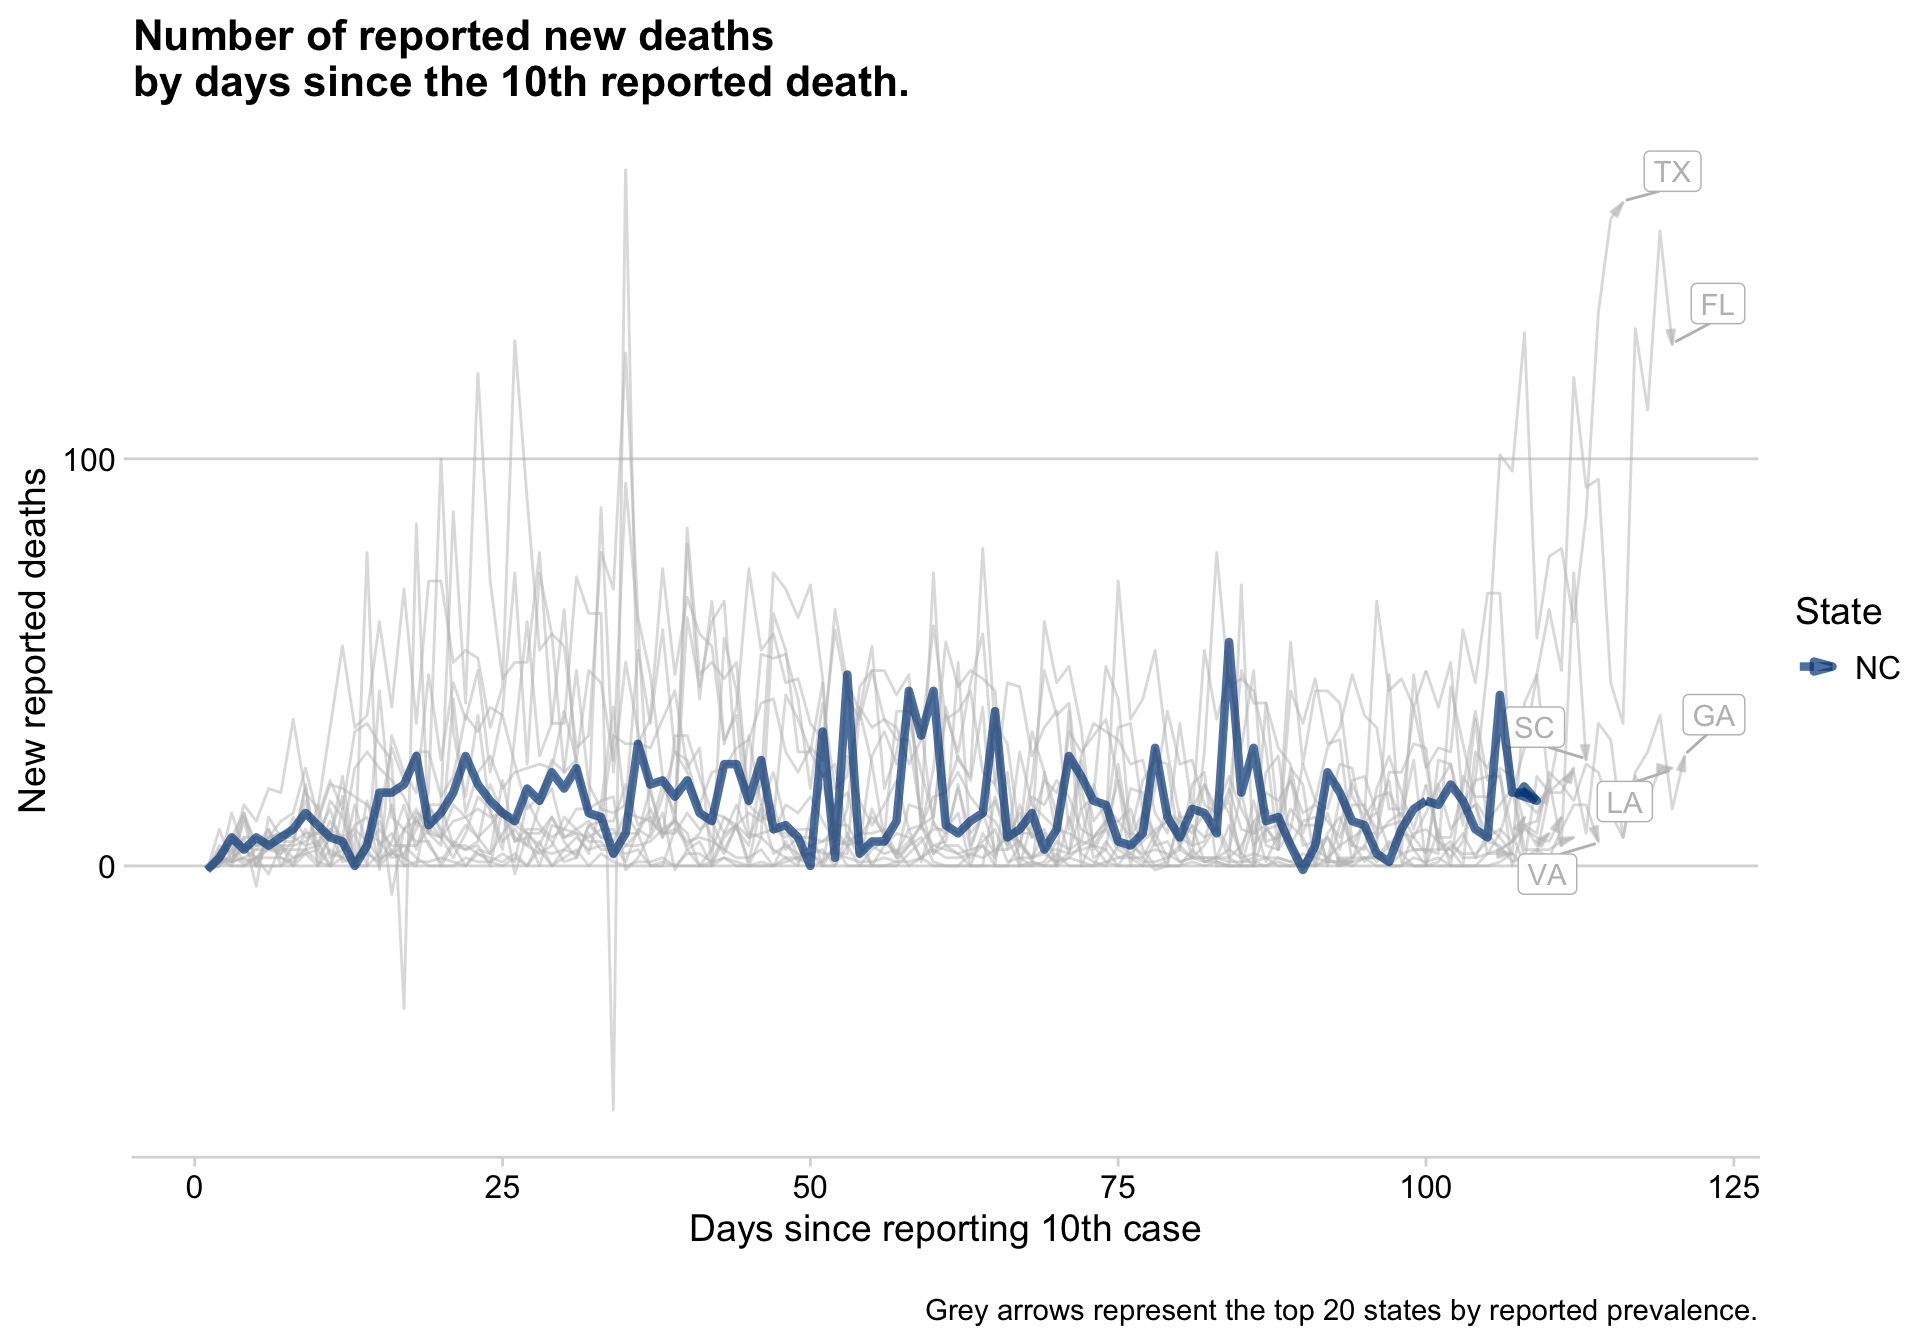 Number of reported new deaths
by days since the 10th reported death.
New reported deaths
100
0
TX
FL
SC
GA
LA
VA
State
NC
0 25 50 75 100 125
Days since reporting 10th case
Grey arrows represent the top 20 states by reported prevalence.